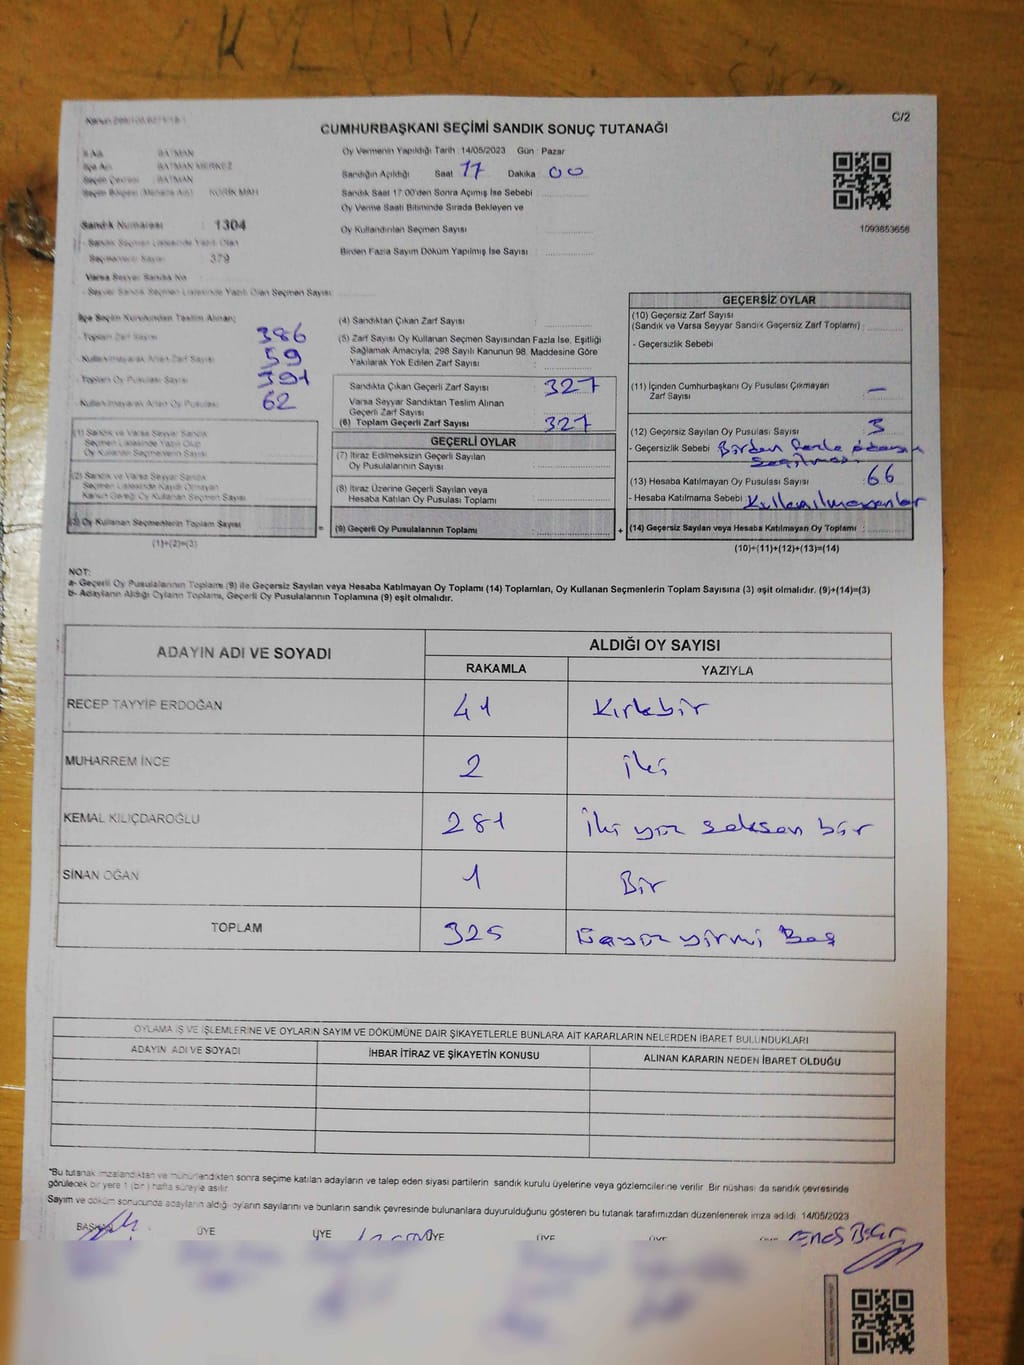 C/2
CUMHURBAŞKANI SEÇİMİ SANDIK SONUÇ TUTANAĞI
İl Adı : BATMAN
İlçe Adı : BATMAN MERKEZ
Seçim Çevresi : BATMAN
Seçim Bölgesi (Mahalle Adı) : KORİK MAH.
Sandık Numarası : 1304
- Sandık Seçmen Listesinde Yazılı Olan
Seçmenlerin Sayısı : 379
Varsa Seyyar Sandık No
- Seyyar Sandık Seçmen Listesinde Yazılı Olan Seçmen Sayısı :
Oy Vermenin Yapıldığı Tarih : 14/05/2023 Gün : Pazar
Sandığın Açıldığı Saat 17 Dakika 00
Sandık Saat 17:00'den Sonra Açılmış İse Sebebi :
Oy Verme Saati Bitiminde Sırada Bekleyen ve
Oy Kullandırılan Seçmen Sayısı :
Birden Fazla Sayım Döküm Yapılmış İse Sayısı :
1093853656
İlçe Seçim Kurulundan Teslim Alınan;
- Toplam Zarf Sayısı 386
- Kullanılmayarak Artan Zarf Sayısı 59
- Toplam Oy Pusulası Sayısı 391
- Kullanılmayarak Artan Oy Pusulası 62
(1) Sandık ve Varsa Seyyar Sandık
Seçmen Listesinde Yazılı Olup
Oy Kullanan Seçmenlerin Sayısı :
(2) Sandık ve Varsa Seyyar Sandık
Seçmen Listesinde Kaydı Olmayan
Kanun Gereği Oy Kullanan Seçmen Sayısı :
(3) Oy Kullanan Seçmenlerin Toplam Sayısı :
(1)+(2)=(3)
(4) Sandıktan Çıkan Zarf Sayısı :
(5) Zarf Sayısı Oy Kullanan Seçmen Sayısından Fazla İse, Eşitliği
Sağlamak Amacıyla; 298 Sayılı Kanunun 98. Maddesine Göre
Yakılarak Yok Edilen Zarf Sayısı :
Sandıkta Çıkan Geçerli Zarf Sayısı : 327
Varsa Seyyar Sandıktan Teslim Alınan
Geçerli Zarf Sayısı :
(6) Toplam Geçerli Zarf Sayısı : 327
GEÇERLİ OYLAR
(7) İtiraz Edilmeksizin Geçerli Sayılan
Oy Pusulalarının Sayısı :
(8) İtiraz Üzerine Geçerli Sayılan veya
Hesaba Katılan Oy Pusulası Toplamı :
= (9) Geçerli Oy Pusulalarının Toplamı : +
GEÇERSİZ OYLAR
(10) Geçersiz Zarf Sayısı
(Sandık ve Varsa Seyyar Sandık Geçersiz Zarf Toplamı) :
- Geçersizlik Sebebi
(11) İçinden Cumhurbaşkanı Oy Pusulası Çıkmayan
Zarf Sayısı : —
(12) Geçersiz Sayılan Oy Pusulası Sayısı : 3
- Geçersizlik Sebebi Birden fazla adayın
seçilmesi
(13) Hesaba Katılmayan Oy Pusulası Sayısı : 66
- Hesaba Katılmama Sebebi Kullanılmayanlar
(14) Geçersiz Sayılan veya Hesaba Katılmayan Oy Toplamı :
(10)+(11)+(12)+(13)=(14)
NOT:
a- Geçerli Oy Pusulalarının Toplamı (9) ile Geçersiz Sayılan veya Hesaba Katılmayan Oy Toplamı (14) Toplamları, Oy Kullanan Seçmenlerin Toplam Sayısına (3) eşit olmalıdır. (9)+(14)=(3)
b- Adayların Aldığı Oyların Toplamı, Geçerli Oy Pusulalarının Toplamına (9) eşit olmalıdır.
ADAYIN ADI VE SOYADI
ALDIĞI OY SAYISI
RAKAMLA YAZIYLA
RECEP TAYYİP ERDOĞAN 41 Kırkbir
MUHARREM İNCE 2 iki
KEMAL KILIÇDAROĞLU 281 iki yüz seksen bir
SİNAN OĞAN 1 Bir
TOPLAM 325 yirmi Beş
OYLAMA İŞ VE İŞLEMLERİNE VE OYLARIN SAYIM VE DÖKÜMÜNE DAİR ŞİKAYETLERLE BUNLARA AİT KARARLARIN NELERDEN İBARET BULUNDUKLARI
ADAYIN ADI VE SOYADI İHBAR İTİRAZ VE ŞİKAYETİN KONUSU ALINAN KARARIN NEDEN İBARET OLDUĞU
*Bu tutanak imzalandıktan ve mühürlendikten sonra seçime katılan adayların ve talep eden siyasi partilerin sandık kurulu üyelerine veya gözlemcilerine verilir. Bir nüshası da sandık çevresinde
görülecek bir yere 1 (bir) hafta süreyle asılır.
Sayım ve döküm sonucunda adayların aldığı oyların sayılarını ve bunların sandık çevresinde bulunanlara duyurulduğunu gösteren bu tutanak tarafımızdan düzenlenerek imza edildi. 14/05/2023
BAŞKAN ÜYE ÜYE ÜYE ÜYE ÜYE